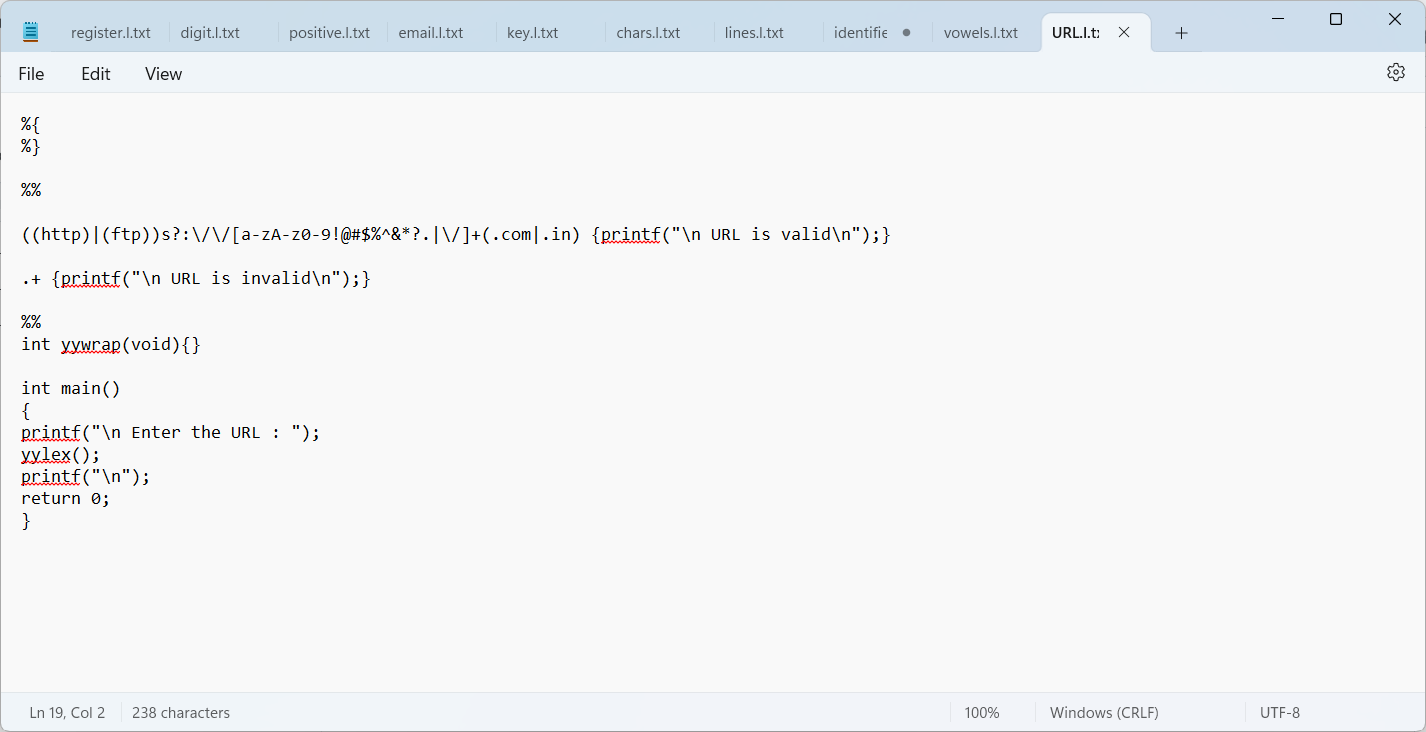 register.l.txt
digit.l.txt
positive.l.txt
email.l.txt
key.l.txt
chars.l.txt
lines.l.txt
identifie
vowels.l.txt
URL.l.t
File Edit View
%{
%}
%%
((http)|(ftp))s?:\/\/[a-zA-z0-9!@#$%^&*?.|\/]+(.com|.in) {printf("\n URL is valid\n");}
.+ {printf("\n URL is invalid\n");}
%%
int yywrap(void){}
int main()
{
printf("\n Enter the URL : ");
yylex();
printf("\n");
return 0;
}
Ln 19, Col 2
238 characters
100%
Windows (CRLF)
UTF-8